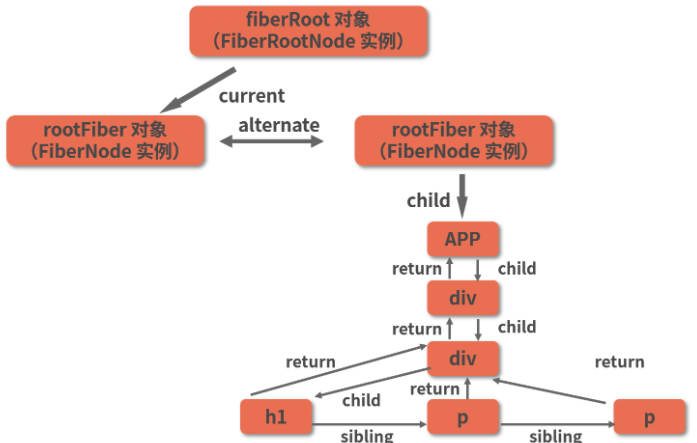 fiberRoot 对象
（FiberRootNode 实例）
current
rootFiber 对象
（FiberNode 实例）
alternate
rootFiber 对象
（FiberNode 实例）
child
APP
return
child
div
return
child
div
return
return
child
return
h1
p
p
sibling
sibling